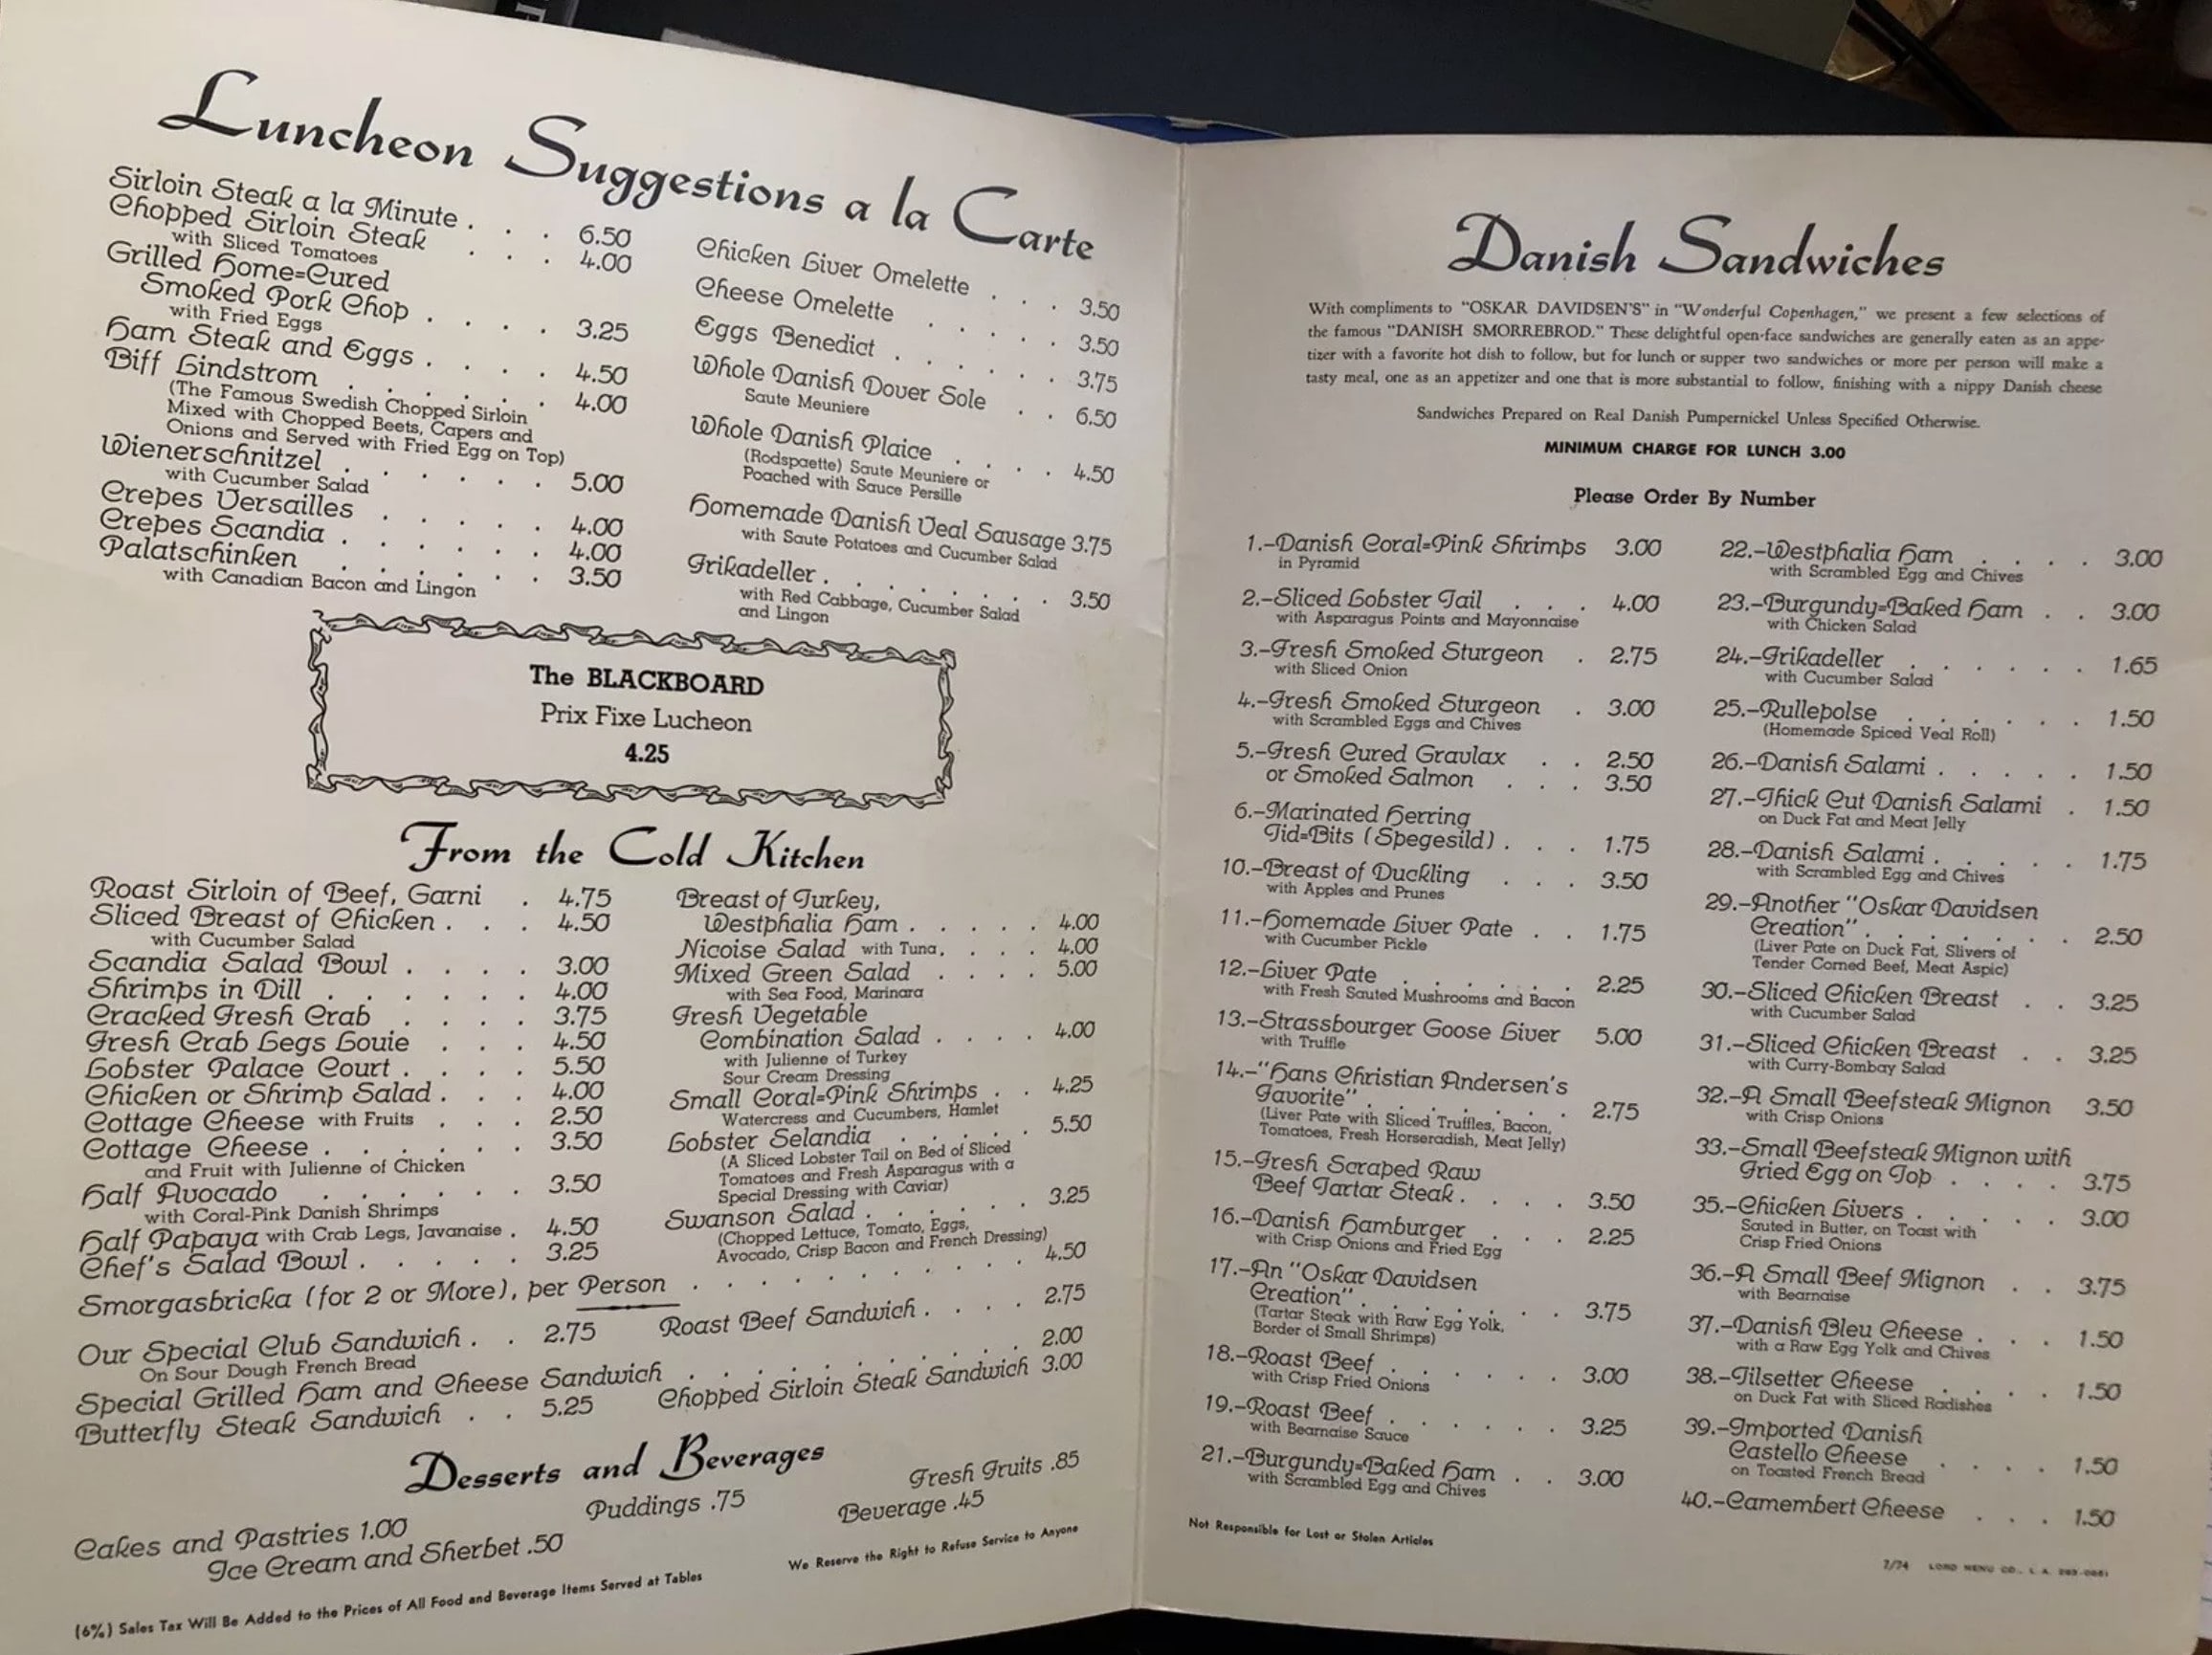 Luncheon Suggestions a la Carte
Sirloin Steak a la Minute . . . 6.50
Chopped Sirloin Steak . . . 4.00
with Sliced Tomatoes
Grilled Home=Cured
Smoked Pork Chop . . . . 3.25
with Fried Eggs
Ham Steak and Eggs . . . . 4.50
Biff Lindstrom . . . . . 4.00
(The Famous Swedish Chopped Sirloin
Mixed with Chopped Beets, Capers and
Onions and Served with Fried Egg on Top)
Wienerschnitzel . . . . . . 5.00
with Cucumber Salad
Crepes Versailles . . . . . 4.00
Crepes Scandia . . . . . . 4.00
Palatschinken . . . . . . 3.50
with Canadian Bacon and Lingon
Chicken Liver Omelette . . . 3.50
Cheese Omelette . . . . . 3.50
Eggs Benedict . . . . . . 3.75
Whole Danish Dover Sole . . 6.50
Saute Meuniere
Whole Danish Plaice . . . . 4.50
(Rodspaette) Saute Meuniere or
Poached with Sauce Persille
Homemade Danish Veal Sausage 3.75
with Saute Potatoes and Cucumber Salad
Frikadeller . . . . . . . 3.50
with Red Cabbage, Cucumber Salad
and Lingon
The BLACKBOARD
Prix Fixe Lucheon
4.25
From the Cold Kitchen
Roast Sirloin of Beef, Garni . 4.75
Sliced Breast of Chicken . . . 4.50
with Cucumber Salad
Scandia Salad Bowl . . . . 3.00
Shrimps in Dill . . . . . . 4.00
Cracked Fresh Crab . . . . 3.75
Fresh Crab Legs Louie . . . 4.50
Lobster Palace Court . . . . 5.50
Chicken or Shrimp Salad . . . 4.00
Cottage Cheese with Fruits . . . 2.50
Cottage Cheese . . . . . . 3.50
and Fruit with Julienne of Chicken
Half Avocado . . . . . . 3.50
with Coral-Pink Danish Shrimps
Half Papaya with Crab Legs, Javanaise . 4.50
Chef's Salad Bowl . . . . . 3.25
Breast of Turkey,
Westphalia Ham . . . . . 4.00
Nicoise Salad with Tuna . . . . 4.00
Mixed Green Salad . . . . 5.00
with Sea Food, Marinara
Fresh Vegetable
Combination Salad . . . . 4.00
with Julienne of Turkey
Sour Cream Dressing
Small Coral=Pink Shrimps . . 4.25
Watercress and Cucumbers, Hamlet
Lobster Selandia . . . . . 5.50
(A Sliced Lobster Tail on Bed of Sliced
Tomatoes and Fresh Asparagus with a
Special Dressing with Caviar)
Swanson Salad . . . . . . 3.25
(Chopped Lettuce, Tomato, Eggs,
Avocado, Crisp Bacon and French Dressing)
Smorgasbricka (for 2 or More), per Person . . . . . . . . . . . 4.50
Our Special Club Sandwich . . 2.75
On Sour Dough French Bread
Roast Beef Sandwich . . . . 2.75
Special Grilled Ham and Cheese Sandwich . . . . . . . . . . 2.00
Butterfly Steak Sandwich . . 5.25
Chopped Sirloin Steak Sandwich 3.00
Desserts and Beverages
Cakes and Pastries 1.00
Puddings .75
Fresh Fruits .85
Ice Cream and Sherbet .50
Beverage .45
(6%) Sales Tax Will Be Added to the Prices of All Food and Beverage Items Served at Tables
We Reserve the Right to Refuse Service to Anyone
Danish Sandwiches
With compliments to "OSKAR DAVIDSEN'S" in "Wonderful Copenhagen," we present a few selections of
the famous "DANISH SMORREBROD." These delightful open-face sandwiches are generally eaten as an appe-
tizer with a favorite hot dish to follow, but for lunch or supper two sandwiches or more per person will make a
tasty meal, one as an appetizer and one that is more substantial to follow, finishing with a nippy Danish cheese
Sandwiches Prepared on Real Danish Pumpernickel Unless Specified Otherwise.
MINIMUM CHARGE FOR LUNCH 3.00
Please Order By Number
1.-Danish Coral=Pink Shrimps 3.00
in Pyramid
2.-Sliced Lobster Tail . . . 4.00
with Asparagus Points and Mayonnaise
3.-Fresh Smoked Sturgeon . 2.75
with Sliced Onion
4.-Fresh Smoked Sturgeon . 3.00
with Scrambled Eggs and Chives
5.-Fresh Cured Gravlax . . 2.50
or Smoked Salmon . . . 3.50
6.-Marinated Herring
Tid=Bits (Spegesild) . . . 1.75
10.-Breast of Duckling . . . 3.50
with Apples and Prunes
11.-Homemade Liver Pate . . 1.75
with Cucumber Pickle
12.-Liver Pate . . . . . . 2.25
with Fresh Sauted Mushrooms and Bacon
13.-Strassbourger Goose Liver 5.00
with Truffle
14.-"Hans Christian Andersen's
Favorite" . . . . . . . 2.75
(Liver Pate with Sliced Truffles, Bacon,
Tomatoes, Fresh Horseradish, Meat Jelly)
15.-Fresh Scraped Raw
Beef Tartar Steak . . . . 3.50
16.-Danish Hamburger . . . 2.25
with Crisp Onions and Fried Egg
17.-An "Oskar Davidsen
Creation" . . . . . . . 3.75
(Tartar Steak with Raw Egg Yolk,
Border of Small Shrimps)
18.-Roast Beef . . . . . . 3.00
with Crisp Fried Onions
19.-Roast Beef . . . . . . 3.25
with Bearnaise Sauce
21.-Burgundy=Baked Ham . . 3.00
with Scrambled Egg and Chives
22.-Westphalia Ham . . . . 3.00
with Scrambled Egg and Chives
23.-Burgundy=Baked Ham . . 3.00
with Chicken Salad
24.-Frikadeller . . . . . . 1.65
with Cucumber Salad
25.-Rullepolse . . . . . . 1.50
(Homemade Spiced Veal Roll)
26.-Danish Salami . . . . . 1.50
27.-Thick Cut Danish Salami . 1.50
on Duck Fat and Meat Jelly
28.-Danish Salami . . . . . 1.75
with Scrambled Egg and Chives
29.-Another "Oskar Davidsen
Creation" . . . . . . . 2.50
(Liver Pate on Duck Fat, Slivers of
Tender Corned Beef, Meat Aspic)
30.-Sliced Chicken Breast . . 3.25
with Cucumber Salad
31.-Sliced Chicken Breast . . 3.25
with Curry-Bombay Salad
32.-A Small Beefsteak Mignon 3.50
with Crisp Onions
33.-Small Beefsteak Mignon with
Fried Egg on Top . . . . 3.75
35.-Chicken Livers . . . . . 3.00
Sauted in Butter, on Toast with
Crisp Fried Onions
36.-A Small Beef Mignon . . 3.75
with Bearnaise
37.-Danish Bleu Cheese . . . 1.50
with a Raw Egg Yolk and Chives
38.-Tilsetter Cheese . . . . 1.50
on Duck Fat with Sliced Radishes
39.-Imported Danish
Castello Cheese . . . . 1.50
on Toasted French Bread
40.-Camembert Cheese . . . 1.50
Not Responsible for Lost or Stolen Articles
7/74 LORD MENU CO., L. A.